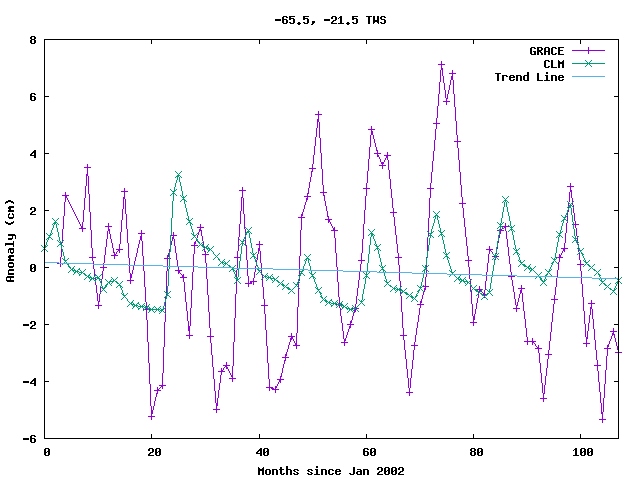 -65.5, -21.5 TWS
GRACE
CLM
Trend Line
8
6
4
2
0
-2
-4
-6
Anomaly (cm)
0 20 40 60 80 100
Months since Jan 2002